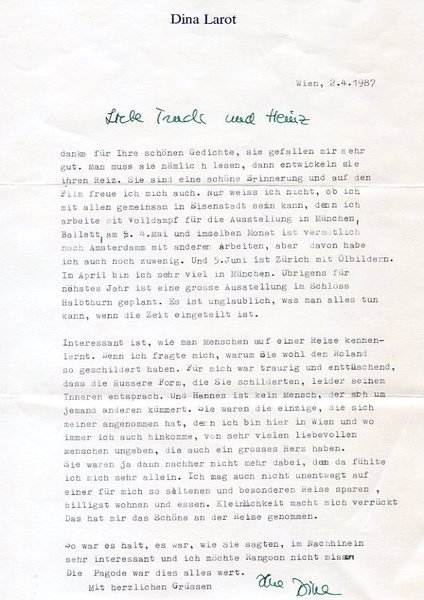 Dina Larot
Wien, 2.4.1987
Liebe Trude und Heinz
danke für Ihre schönen Gedichte, sie gefallen mir sehr
gut. Man muss sie nämlic h lesen, dann entwickeln sie
ihren Reiz. Sie sind eine schöne Erinnerung und auf den
Film freue ich mich auch. Nur weiss ich nicht, ob ich
mit allen gemeinsam in Eisenstadt sein kann, denn ich
arbeite mit Volldampf für die Ausstellung in München,
Ballett, am 5. 4.Mai und imselben Monat ist vermutlich
noch Amsterdamm mit anderen arbeiten, aber davon habe
ich auch noch zuwenig. Und 5.Juni ist Zürich mit Ölbildern.
Im April bin ich sehr viel in München. Übrigens für
nähstes Jahr ist eine grosse Ausstellung im Schloss
Halbthurn geplant. Es ist unglaublich, was man alles tun
kann, wenn die Zeit eingeteilt ist.
Interessant ist, wie man Menschen auf einer Reise kennen-
lernt. Denn ich fragte mich, warum Sie wohl den Roland
so geschildert haben. Für mich war traurig und enttüschend,
dass die äussere Form, die Sie schilderten, leider seinem
Inneren entsprach. Und Hennes ist kein Mensch, der sbh um
jemand anderen kümmert. Sie waren die einzige, die sich
meiner angenommen hat, denn ich bin hier in Wien und wo
immer ich auch hinkomme, von sehr vielen liebevollen
Menschen ungeben, die auch ein grosses Herz haben.
Sie waren ja dann nachher nicht mehr dabei, denn da fühlte
ich mich sehr allein. Ich mag auch nicht unentwegt auf
einer für mich so seltenen und besonderen Reise sparen ,
billigst wohnen und essen. Kleinlichkeit macht mich verrückt
Das hat mir das Schöne an der Reise genommen.
So war es halt, es war, wie Sie sagten, im Nachhinein
sehr interessant und ich möchte Rangoon nicht missen
Die Pagode war dies alles wert.
Mit herzlichen Grüssen
Ihre Dina